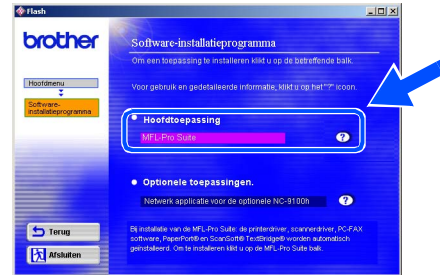 Flash
brother
Software-installatieprogramma
Om een toepassing te installeren klikt u op de betreffende balk.
Voor gebruik en gedetaileerde informatie, klikt u op het "?" icoon.
Hoofdmenu
Software-
installatieprogramma
Hoofdtoepassing
MFL-Pro Suite
?
Optionele toepassingen.
Netwerk applicatie voor de optionele NC-9100h
?
Bij installatie van de MFL-Pro Suite: de printerdriver, scannerdriver, PC-FAX
software, PaperPort® en ScanSoft® TextBridge® worden automatisch
geïnstalleerd. Om te installeren klikt u op de MFL-Pro Suite balk.
Terug
Afsluiten